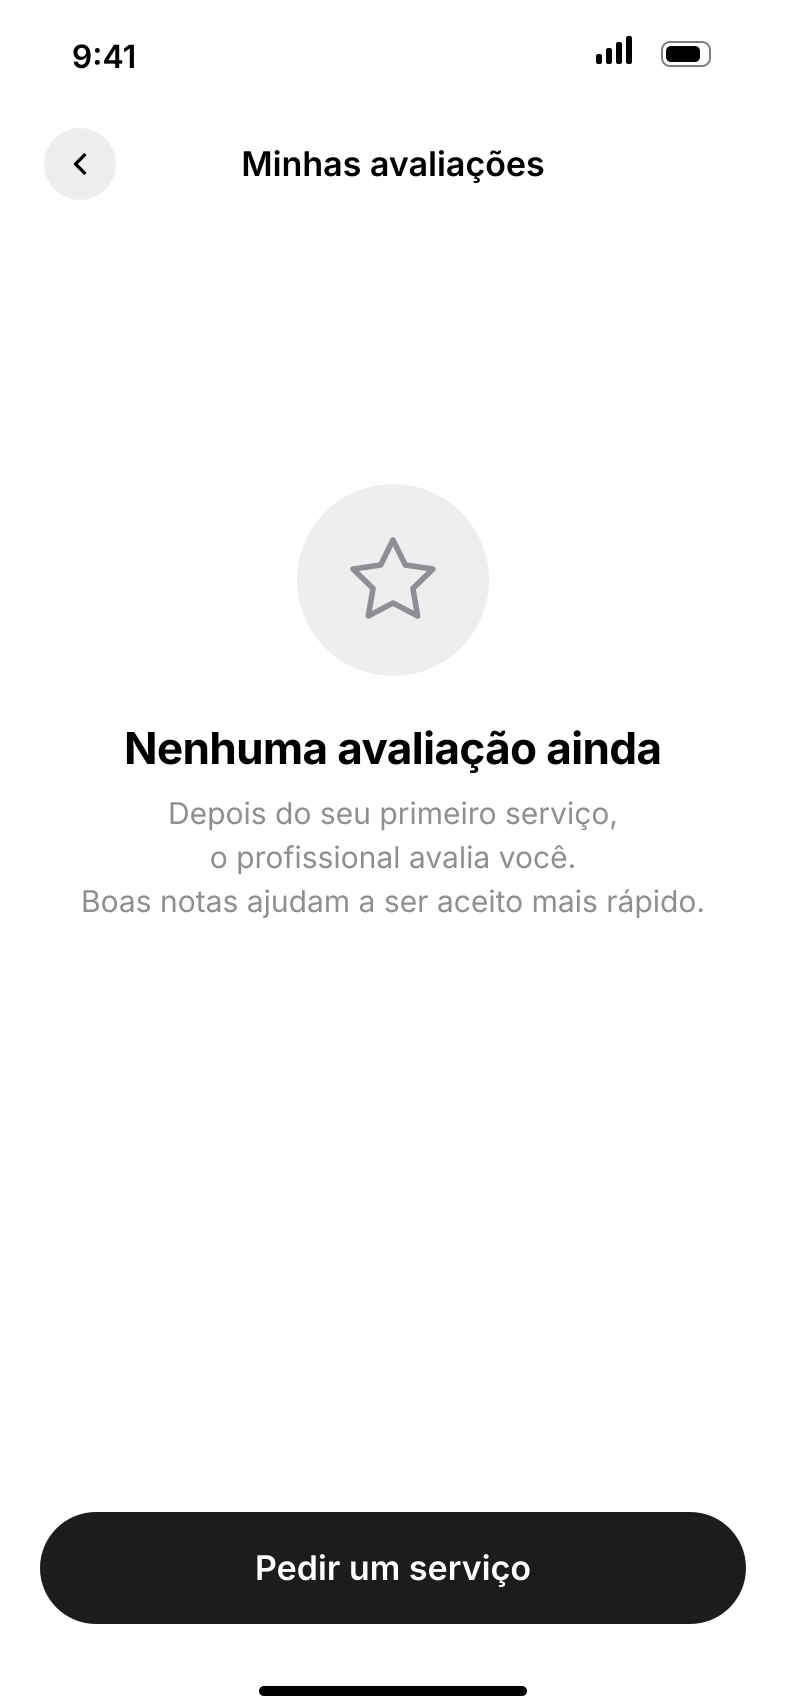 9:41
Minhas avaliações
Nenhuma avaliação ainda
Depois do seu primeiro serviço,
o profissional avalia você.
Boas notas ajudam a ser aceito mais rápido.
Pedir um serviço